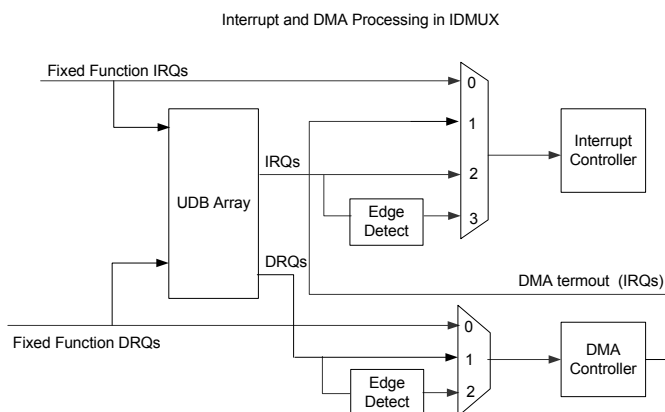 Interrupt and DMA Processing in IDMUX
Fixed Function IRQs
0
1
Interrupt
Controller
IRQs
2
UDB Array
Edge
Detect
3
DRQs
DMA termout (IRQs)
0
Fixed Function DRQs
1
DMA
Controller
Edge
Detect
2